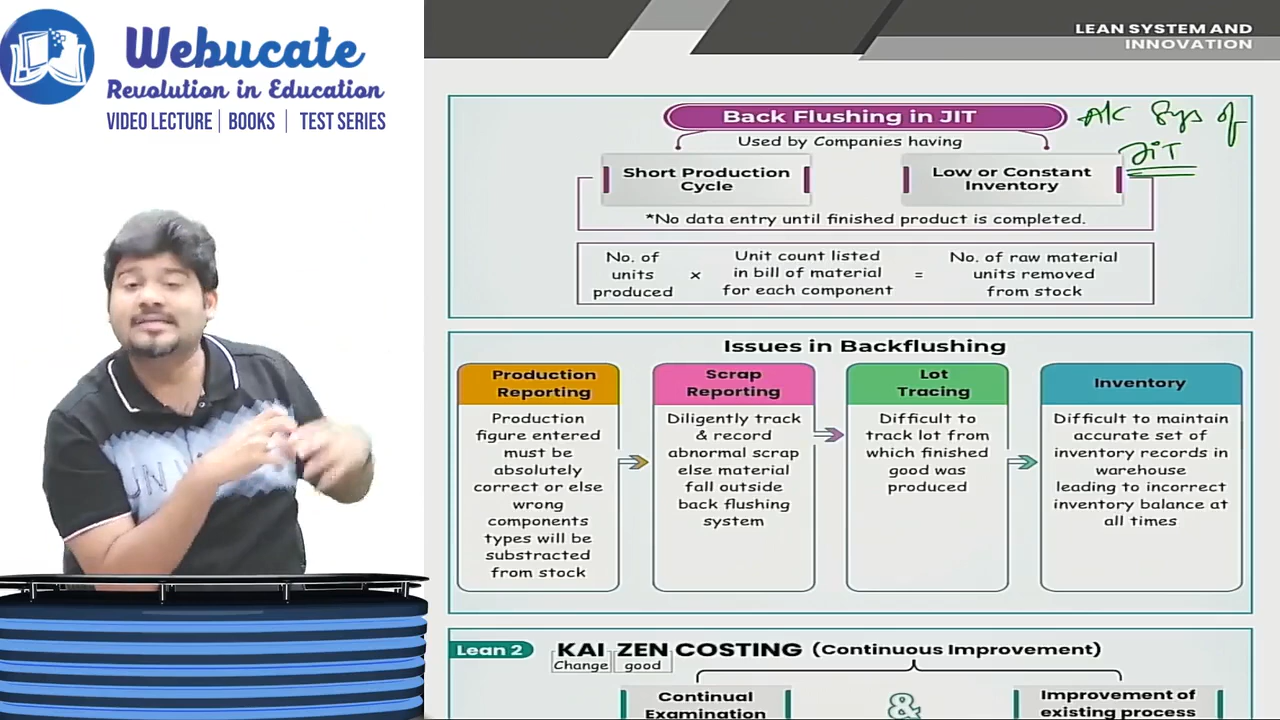 Webucate
Revolution in Education
VIDEO LECTURE | BOOKS | TEST SERIES
LEAN SYSTEM AND
INNOVATION
Back Flushing in JIT
A/c Sys of
JIT
Used by Companies having
Short Production
Cycle
Low or Constant
Inventory
*No data entry until finished product is completed.
No. of
units
produced
x
Unit count listed
in bill of material
for each component
=
No. of raw material
units removed
from stock
Issues in Backflushing
Production
Reporting
Production
figure entered
must be
absolutely
correct or else
wrong
components
types will be
substracted
from stock
Scrap
Reporting
Diligently track
& record
abnormal scrap
else material
fall outside
back flushing
system
Lot
Tracing
Difficult to
track lot from
which finished
good was
produced
Inventory
Difficult to maintain
accurate set of
inventory records in
warehouse
leading to incorrect
inventory balance at
all times
Lean 2
KAI ZEN COSTING (Continuous Improvement)
Change good
Continual
Examination
&
Improvement of
existing process